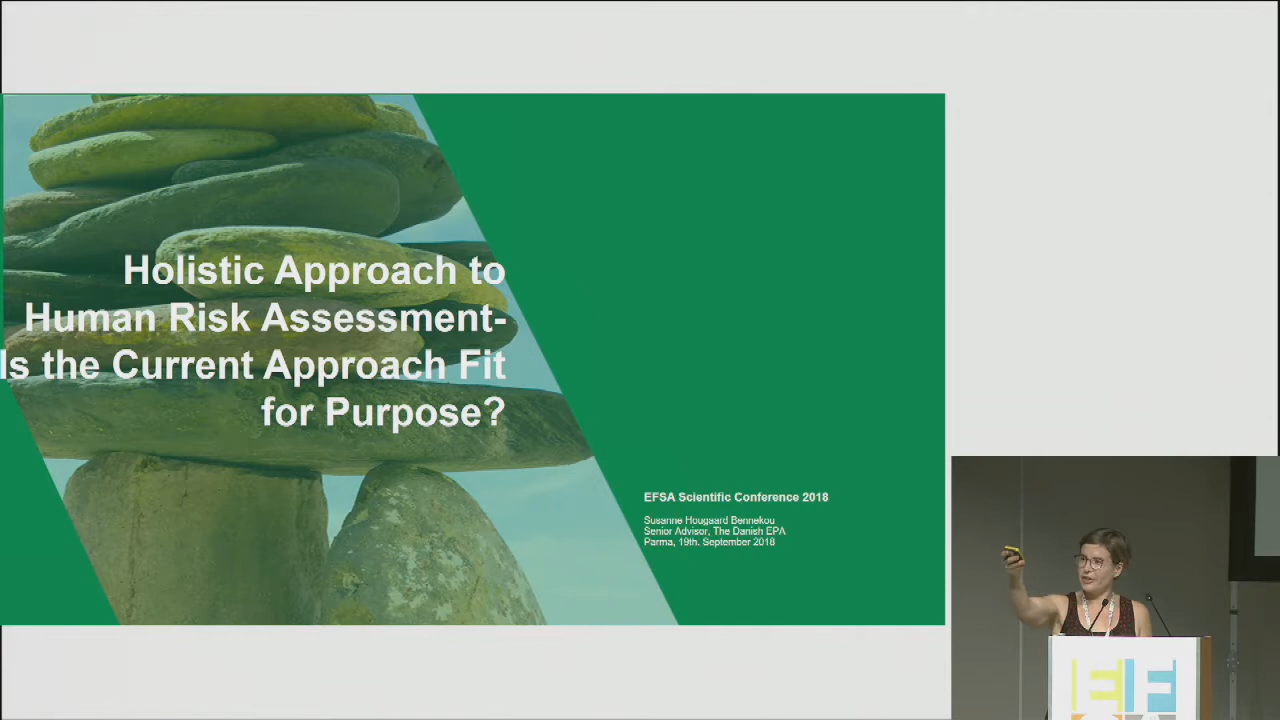 Holistic Approach to
Human Risk Assessment-
Is the Current Approach Fit
for Purpose?
EFSA Scientific Conference 2018
Susanne Hougaard Bennekou
Senior Advisor, The Danish EPA
Parma, 19th. September 2018
EF